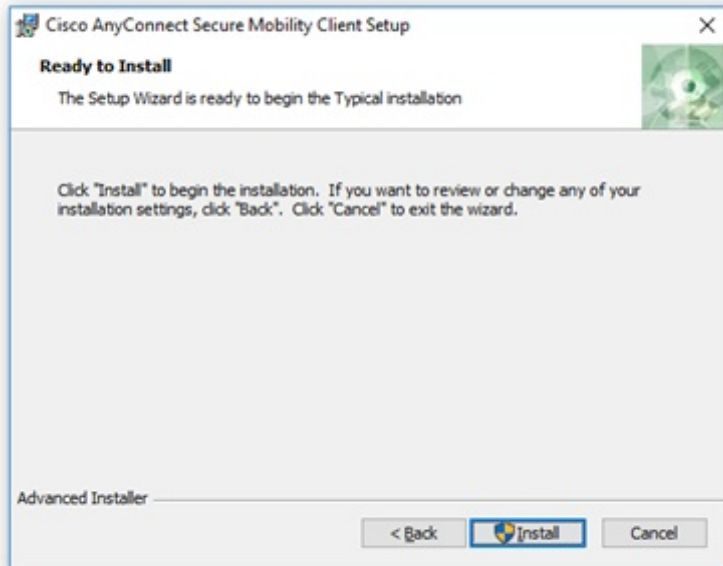 Cisco AnyConnect Secure Mobility Client Setup
Ready to Install
The Setup Wizard is ready to begin the Typical installation
Click "Install" to begin the installation. If you want to review or change any of your
installation settings, click "Back". Click "Cancel" to exit the wizard.
Advanced Installer
< Back
Install
Cancel